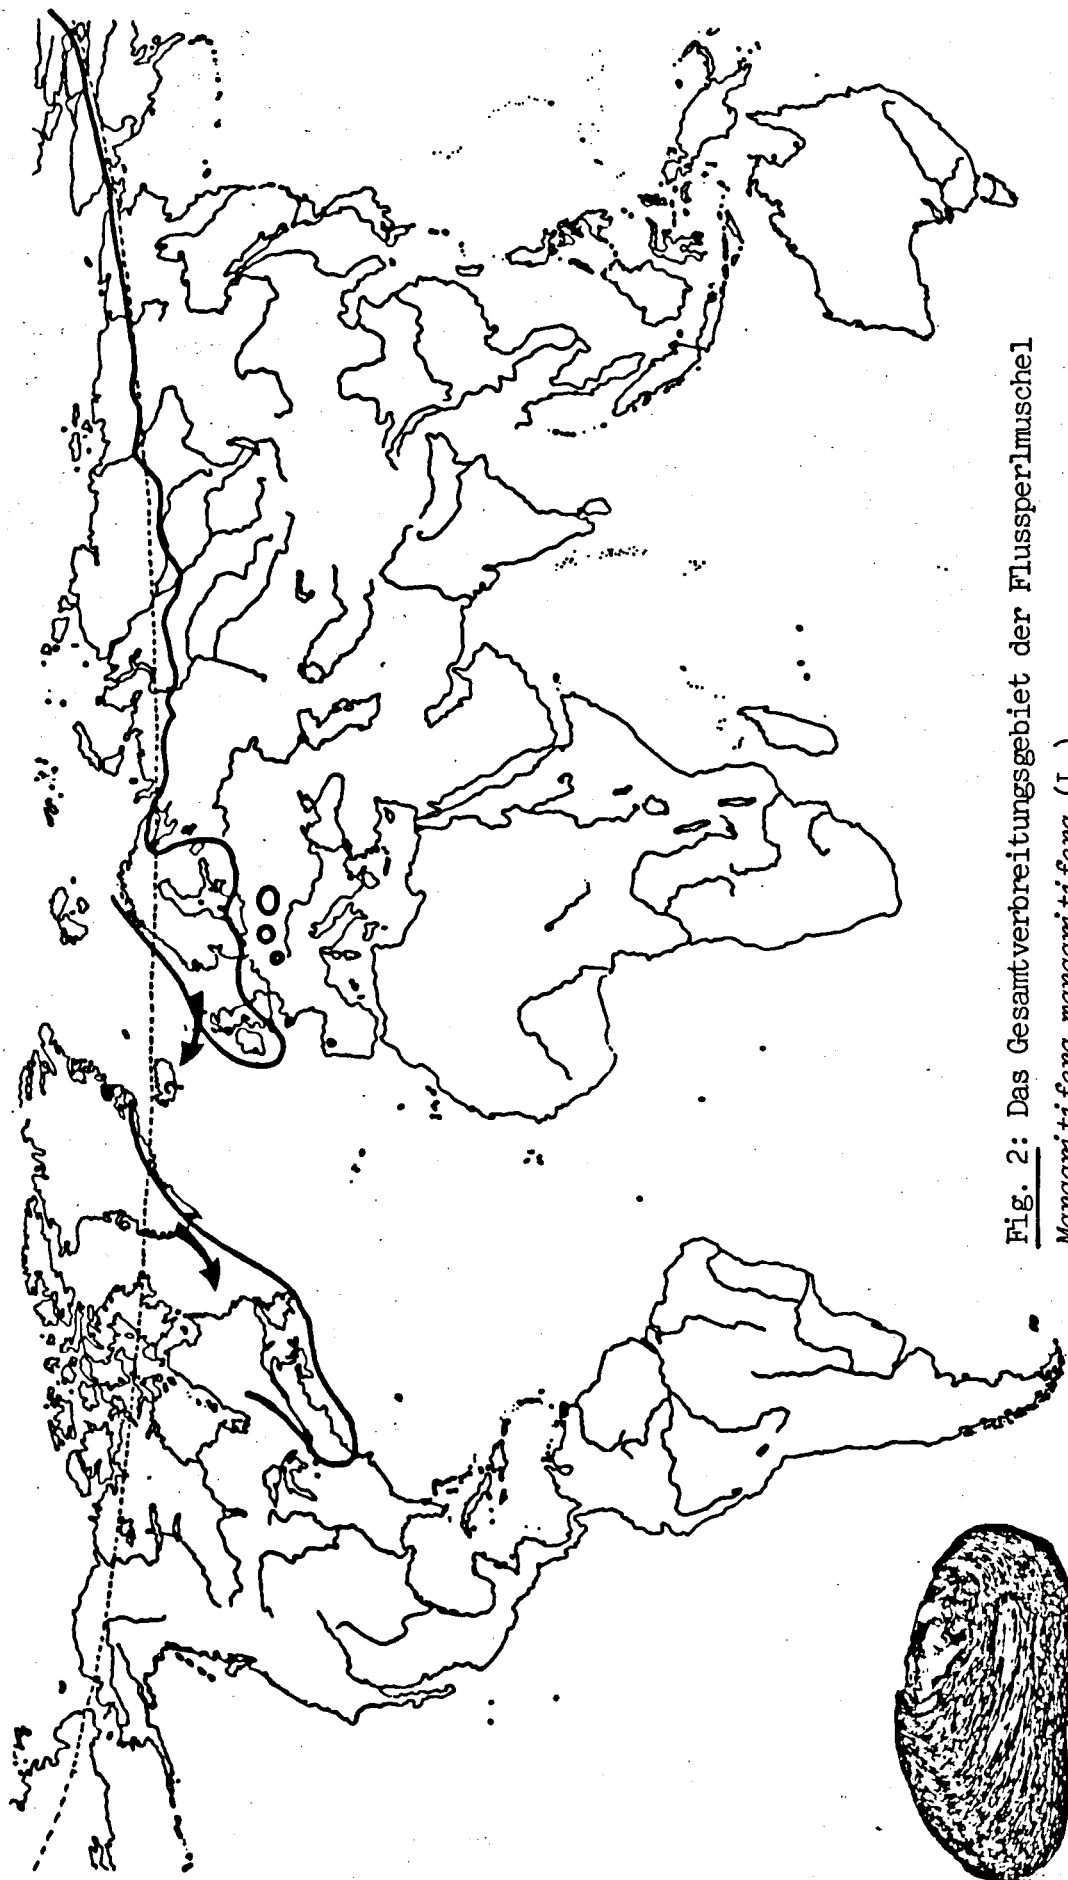 Fig. 2: Das Gesamtverbreitungsgebiet der Flussperlmuschel
Margaritifera margaritifera (L.)